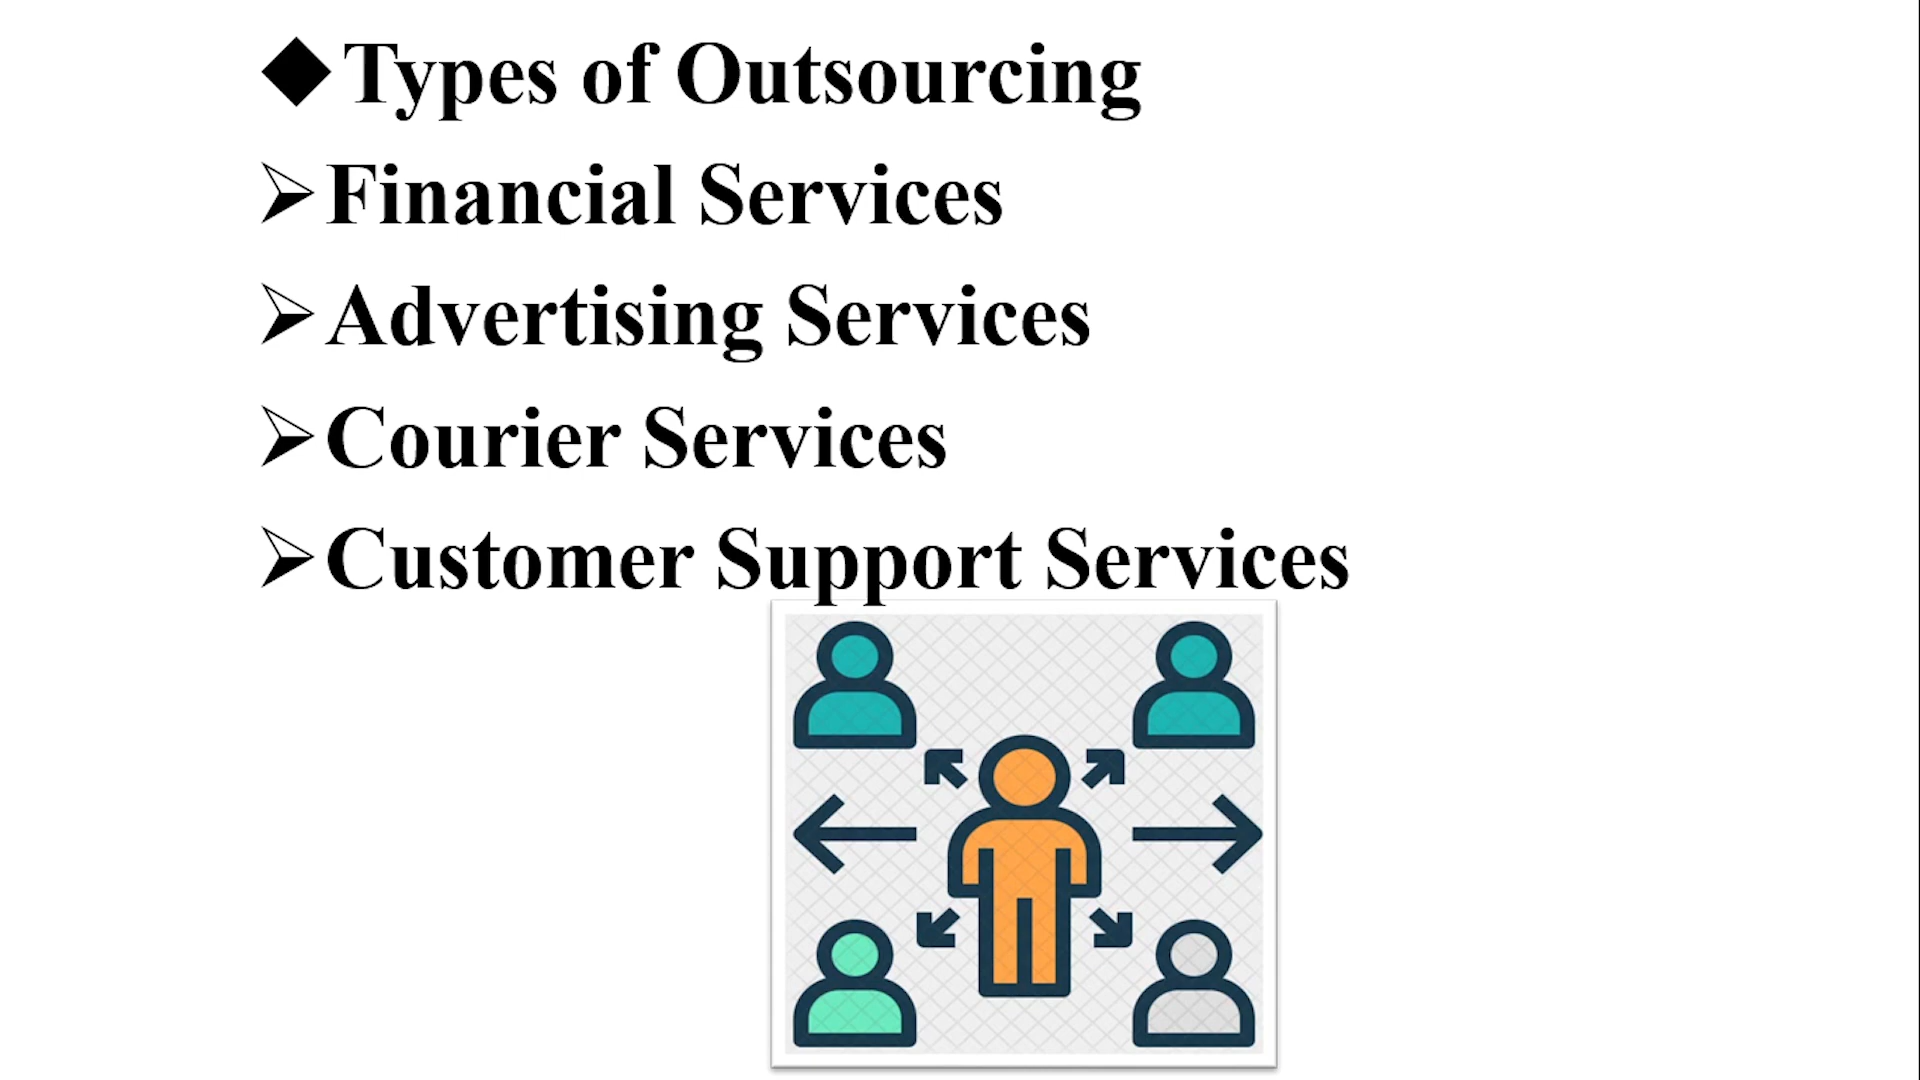 ◆Types of Outsourcing
➢Financial Services
➢Advertising Services
➢Courier Services
➢Customer Support Services